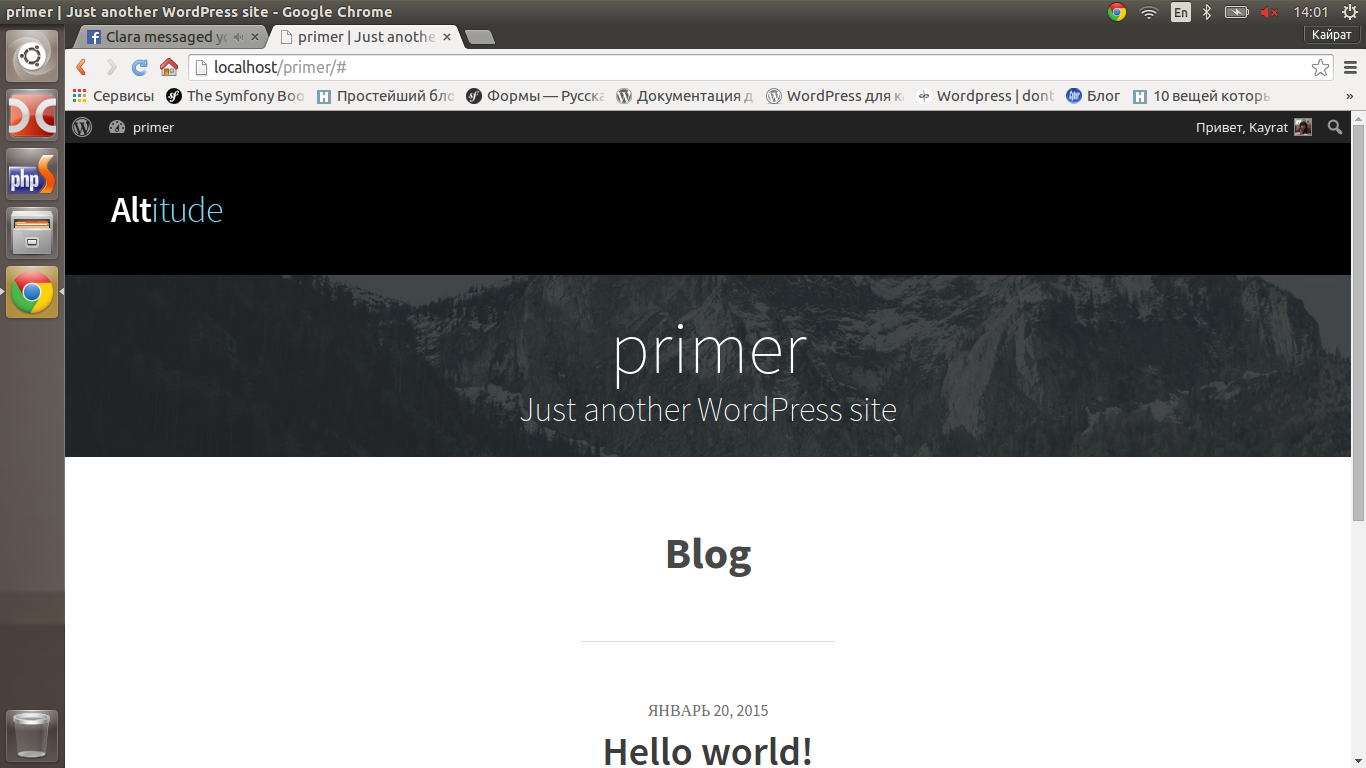 primer | Just another WordPress site - Google Chrome
En
14:01
Clara messaged yo
primer | Just anothe
Кайрат
localhost/primer/#
Сервисы
The Symfony Boo
Простейший бло
Формы — Русска
Документация д
WordPress для к
Wordpress | dont
Блог
10 вещей которь
»
primer
Привет, Kayrat
php
Altitude
primer
Just another WordPress site
Blog
ЯНВАРЬ 20, 2015
Hello world!